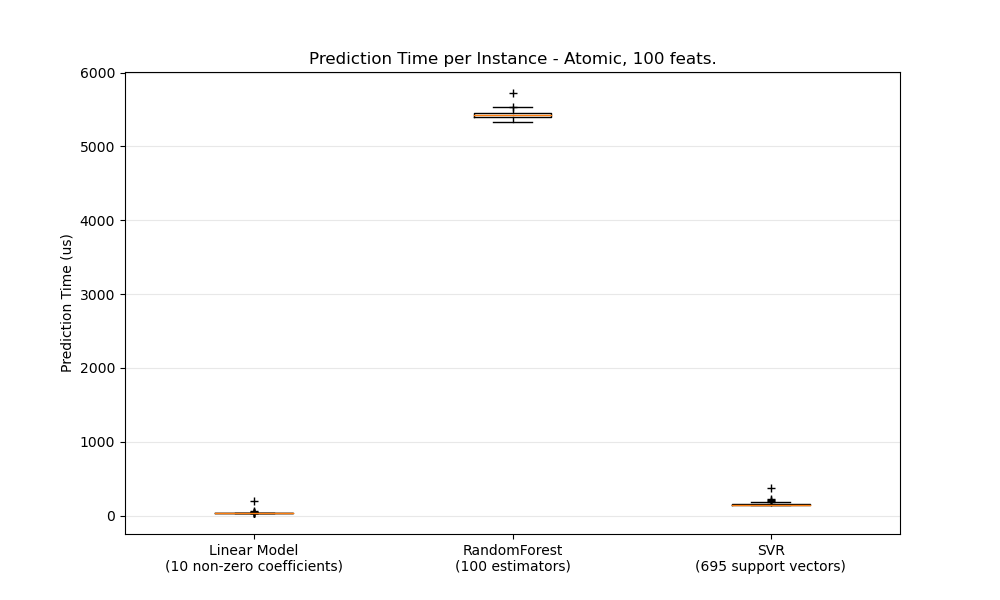 Prediction Time per Instance - Atomic, 100 feats.
Prediction Time (us)
6000
5000
4000
3000
2000
1000
0
Linear Model
(10 non-zero coefficients)
RandomForest
(100 estimators)
SVR
(695 support vectors)